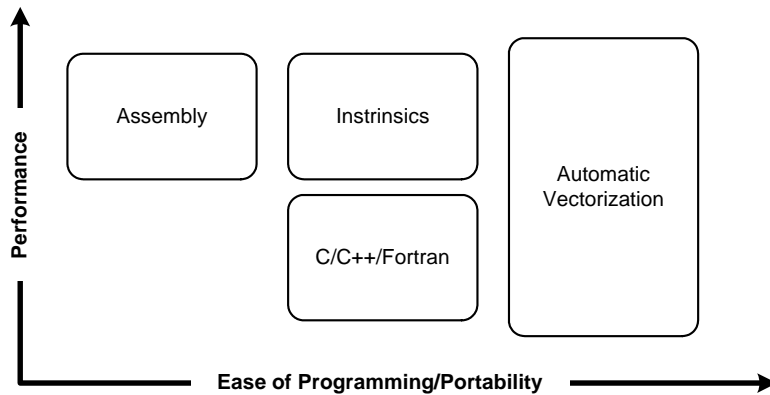 Performance
Assembly
Instrinsics
C/C++/Fortran
Automatic
Vectorization
Ease of Programming/Portability